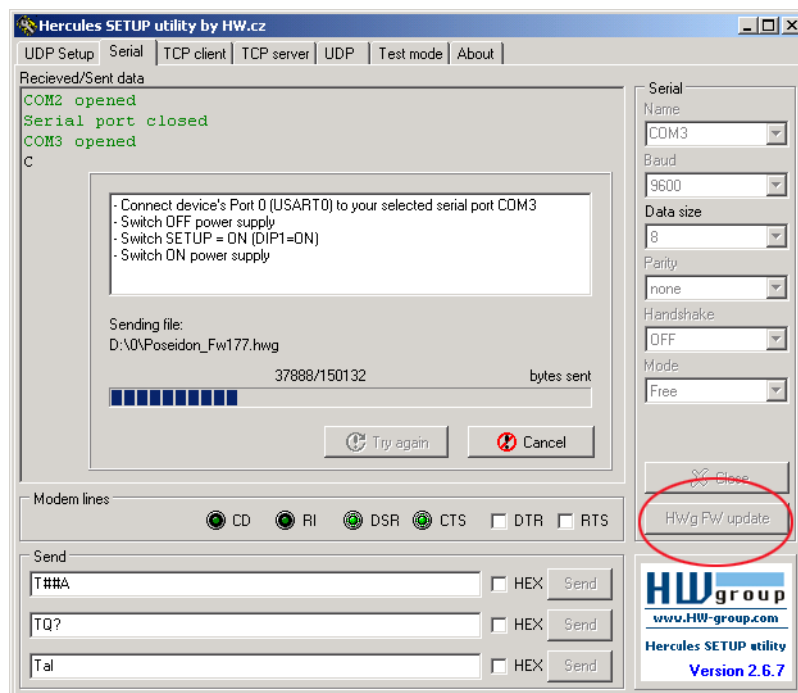 Hercules SETUP utility by HW.cz
UDP Setup Serial TCP client TCP server UDP Test mode About
Recieved/Sent data
COM2 opened
Serial port closed
COM3 opened
C
- Connect device's Port 0 (USART0) to your selected serial port COM3
- Switch OFF power supply
- Switch SETUP = ON (DIP1=ON)
- Switch ON power supply
Sending file:
D:\0\Poseidon_Fw177.hwg
37888/150132 bytes sent
Try again Cancel
Serial
Name
COM3
Baud
9600
Data size
8
Parity
none
Handshake
OFF
Mode
Free
Close
HWg FW update
Modem lines
CD RI DSR CTS DTR RTS
Send
T##A HEX Send
TQ? HEX Send
Tal HEX Send
HWgroup
www.HW-group.com
Hercules SETUP utility
Version 2.6.7